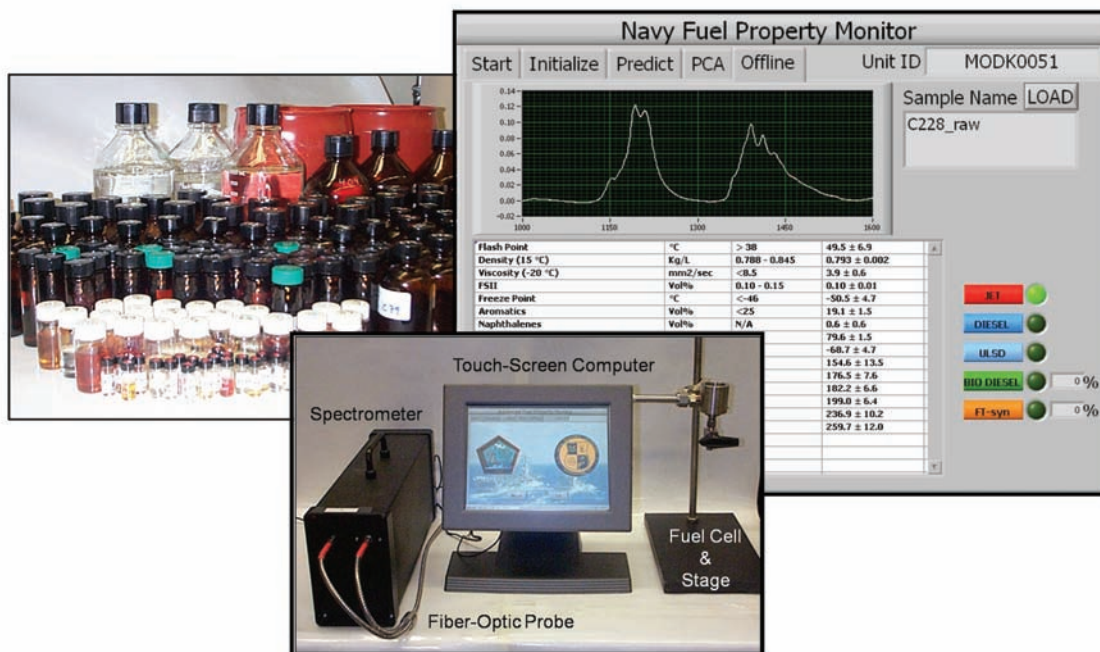 Navy Fuel Property Monitor
Start Initialize Predict PCA Offline Unit ID MODK0051
Sample Name LOAD
C228_raw
0.14
0.12
0.10
0.08
0.06
0.04
0.02
0.00
-0.02
1000 1150 1300 1450 1600
Flash Point °C > 38 49.5 ± 6.9
Density (15 °C) Kg/L 0.788 - 0.845 0.793 ± 0.002
Viscosity (-20 °C) mm2/sec <8.5 3.9 ± 0.6
FSII Vol% 0.10 - 0.15 0.10 ± 0.01
Freeze Point °C <-46 -50.5 ± 4.7
Aromatics Vol% <25 19.1 ± 1.5
Naphthalenes Vol% N/A 0.6 ± 0.6
79.6 ± 1.5
-68.7 ± 4.7
154.6 ± 13.5
176.5 ± 7.6
182.2 ± 6.6
199.0 ± 6.4
236.9 ± 10.2
259.7 ± 12.0
JET
DIESEL
ULSD
BIO DIESEL 0 %
FT-syn 0 %
C79
Touch-Screen Computer
Spectrometer
Fuel Cell
&
Stage
Fiber-Optic Probe